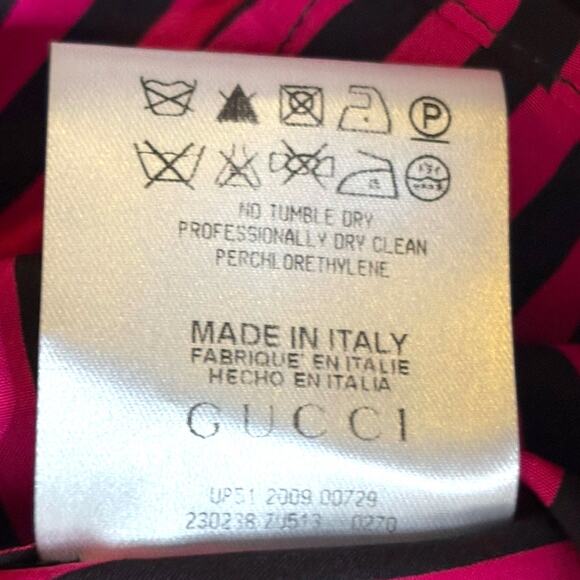 P
NO TUMBLE DRY
PROFESSIONALLY DRY CLEAN
PERCHLORETHYLENE
MADE IN ITALY
FABRIQUE' EN ITALIE
HECHO EN ITALIA
GUCCI
UP51 2009 00729
230238 0270